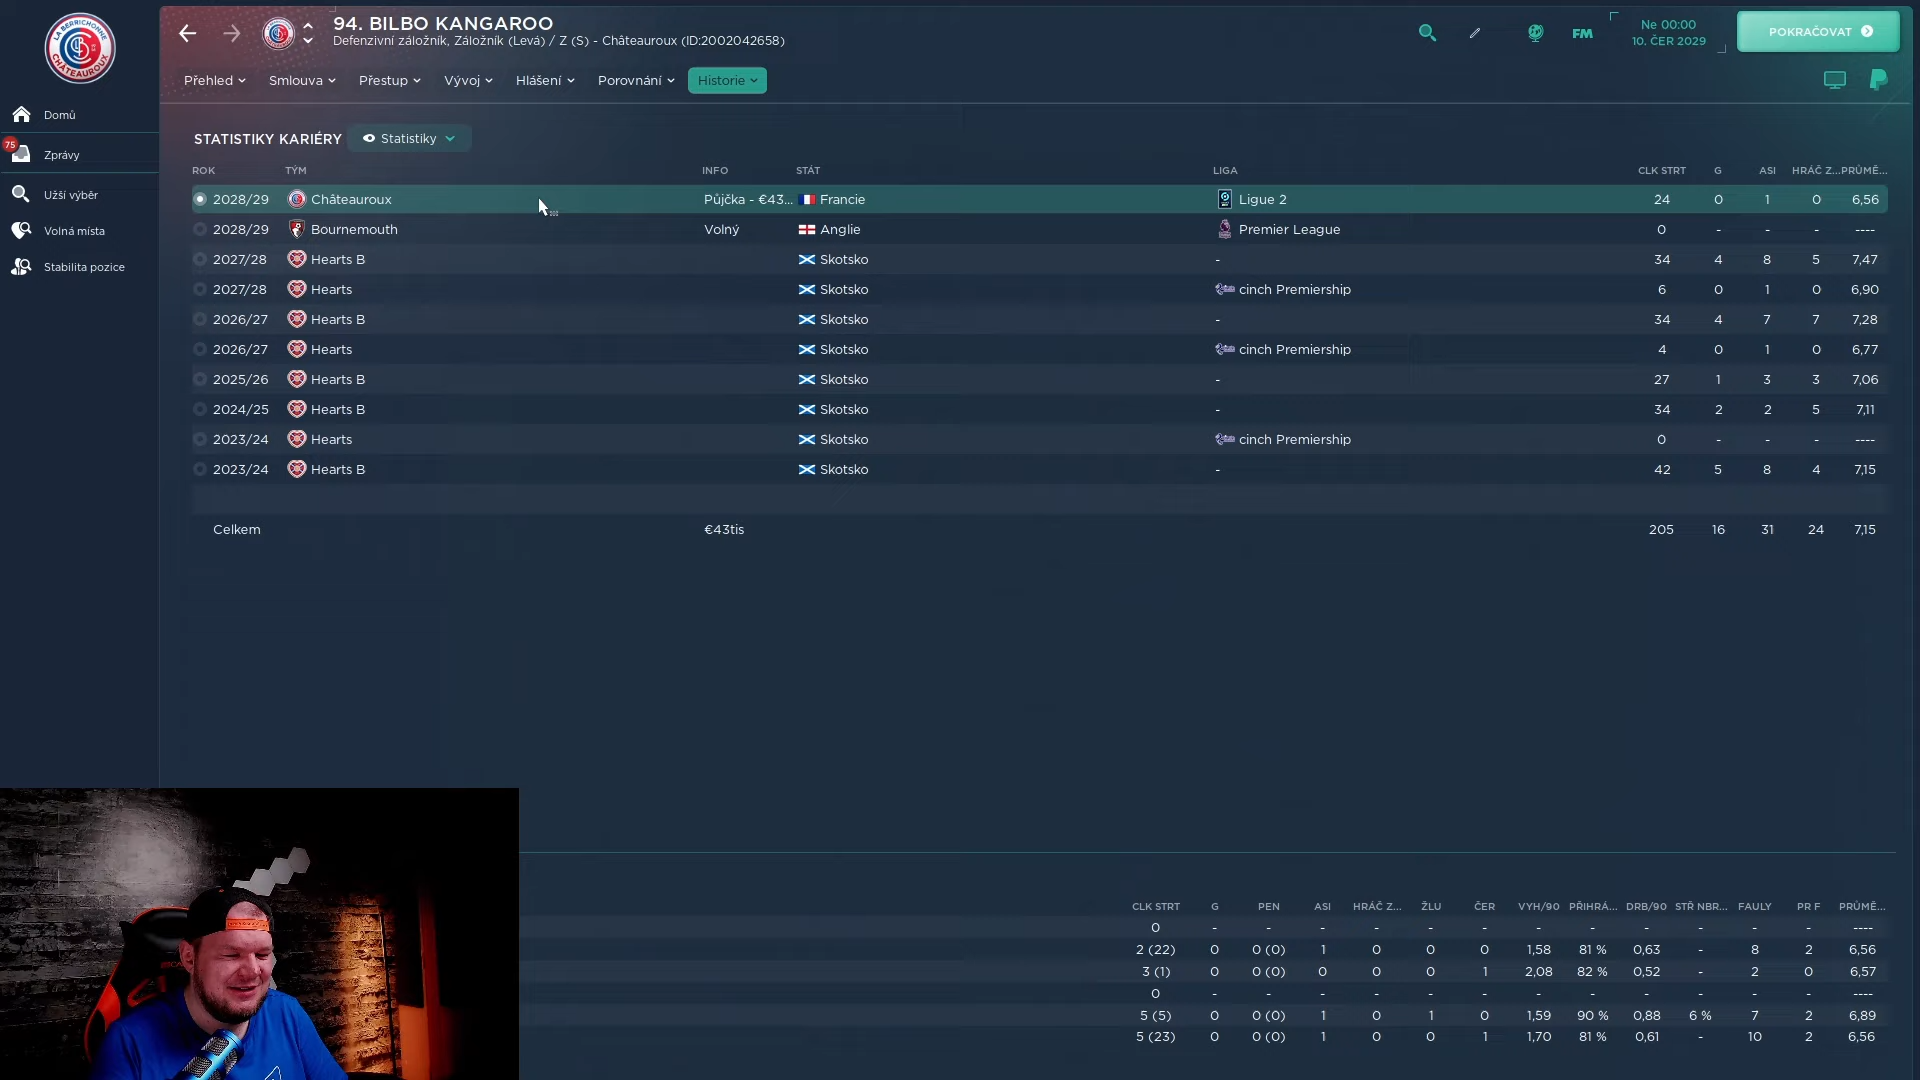 94. BILBO KANGAROO
Defenzivní záložník, Záložník (Levá) / Z (S) - Châteauroux (ID:2002042658)
FM
Ne 00:00
10. ČER 2029
POKRAČOVAT
Přehled Smlouva Přestup Vývoj Hlášení Porovnání Historie
Domů
75
Zprávy
Užší výběr
Volná místa
Stabilita pozice
STATISTIKY KARIÉRY Statistiky
ROK TÝM INFO STÁT LIGA CLK STRT G ASI HRÁČ Z... PRŮMĚ...
2028/29 Châteauroux Půjčka - €43... Francie Ligue 2 24 0 1 0 6,56
2028/29 Bournemouth Volný Anglie Premier League 0 - - - ----
2027/28 Hearts B Skotsko - 34 4 8 5 7,47
2027/28 Hearts Skotsko cinch Premiership 6 0 1 0 6,90
2026/27 Hearts B Skotsko - 34 4 7 7 7,28
2026/27 Hearts Skotsko cinch Premiership 4 0 1 0 6,77
2025/26 Hearts B Skotsko - 27 1 3 3 7,06
2024/25 Hearts B Skotsko - 34 2 2 5 7,11
2023/24 Hearts Skotsko cinch Premiership 0 - - - ----
2023/24 Hearts B Skotsko - 42 5 8 4 7,15
Celkem €43tis 205 16 31 24 7,15
CLK STRT G PEN ASI HRÁČ Z... ŽLU ČER VYH/90 PŘIHRÁ... DRB/90 STŘ NBR... FAULY PR F PRŮMĚ...
0 - - - - - - - - - - - - ----
2 (22) 0 0 (0) 1 0 0 0 1,58 81 % 0,63 - 8 2 6,56
3 (1) 0 0 (0) 0 0 0 1 2,08 82 % 0,52 - 2 0 6,57
0 - - - - - - - - - - - - ----
5 (5) 0 0 (0) 1 0 1 0 1,59 90 % 0,88 6 % 7 2 6,89
5 (23) 0 0 (0) 1 0 0 1 1,70 81 % 0,61 - 10 2 6,56